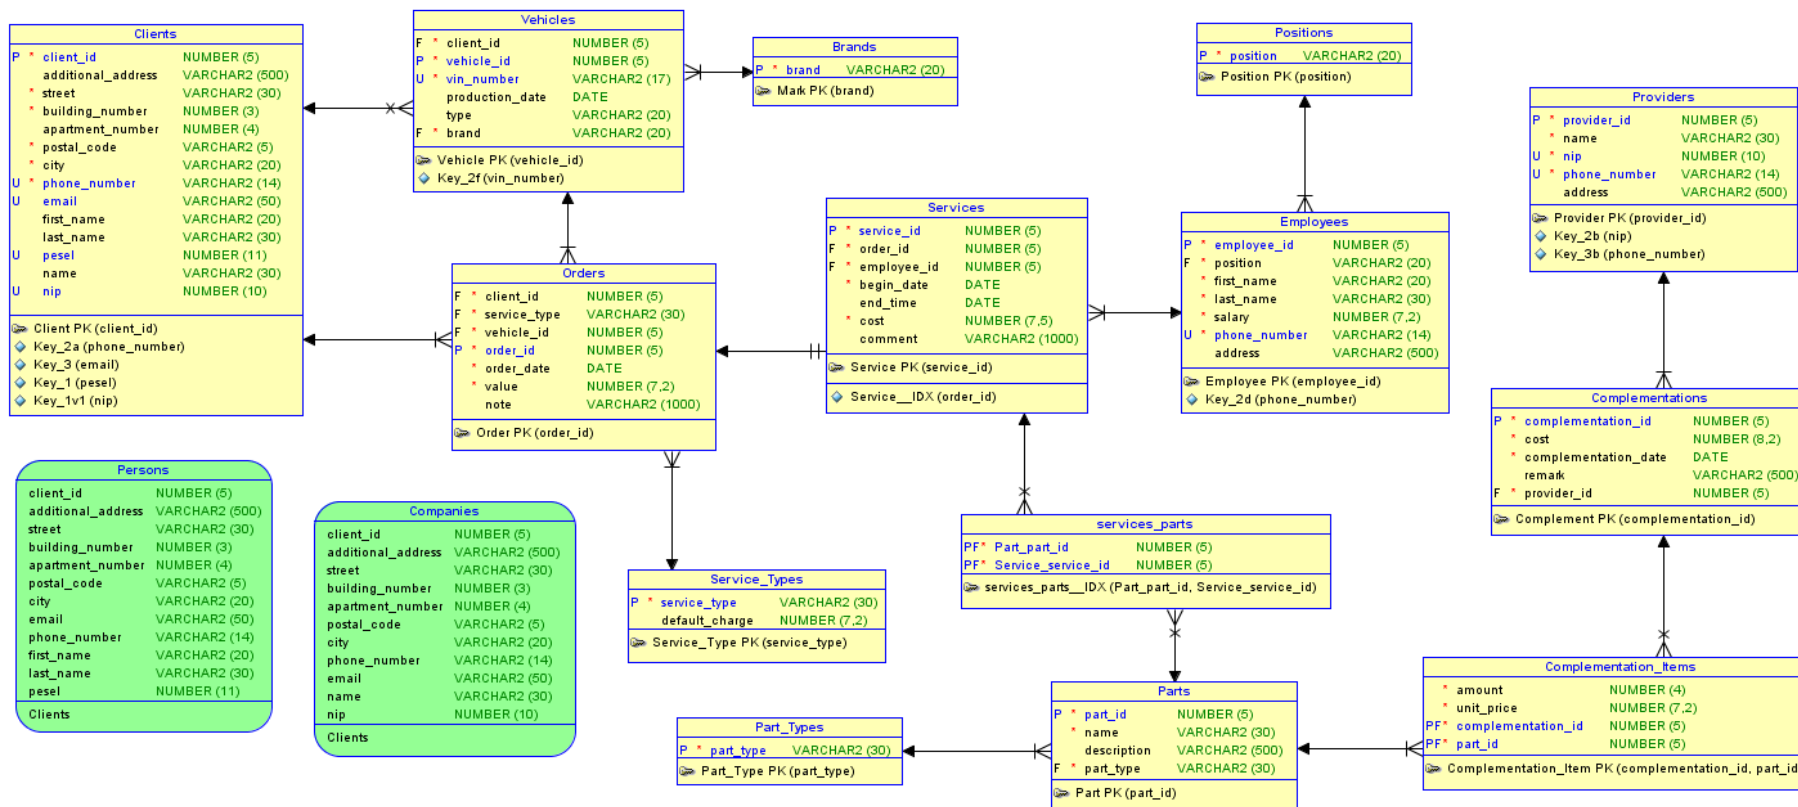 Clients
P * client_id NUMBER (5)
additional_address VARCHAR2 (500)
* street VARCHAR2 (30)
* building_number NUMBER (3)
apartment_number NUMBER (4)
* postal_code VARCHAR2 (5)
* city VARCHAR2 (20)
U * phone_number VARCHAR2 (14)
U email VARCHAR2 (50)
first_name VARCHAR2 (20)
last_name VARCHAR2 (30)
U pesel NUMBER (11)
name VARCHAR2 (30)
U nip NUMBER (10)
Client PK (client_id)
Key_2a (phone_number)
Key_3 (email)
Key_1 (pesel)
Key_1v1 (nip)
Vehicles
F * client_id NUMBER (5)
P * vehicle_id NUMBER (5)
U * vin_number VARCHAR2 (17)
production_date DATE
type VARCHAR2 (20)
F * brand VARCHAR2 (20)
Vehicle PK (vehicle_id)
Key_2f (vin_number)
Brands
P * brand VARCHAR2 (20)
Mark PK (brand)
Positions
P * position VARCHAR2 (20)
Position PK (position)
Providers
P * provider_id NUMBER (5)
* name VARCHAR2 (30)
U * nip NUMBER (10)
U * phone_number VARCHAR2 (14)
address VARCHAR2 (500)
Provider PK (provider_id)
Key_2b (nip)
Key_3b (phone_number)
Orders
F * client_id NUMBER (5)
F * service_type VARCHAR2 (30)
F * vehicle_id NUMBER (5)
P * order_id NUMBER (5)
* order_date DATE
* value NUMBER (7,2)
note VARCHAR2 (1000)
Order PK (order_id)
Services
P * service_id NUMBER (5)
F * order_id NUMBER (5)
F * employee_id NUMBER (5)
* begin_date DATE
end_time DATE
* cost NUMBER (7,5)
comment VARCHAR2 (1000)
Service PK (service_id)
Service__IDX (order_id)
Employees
P * employee_id NUMBER (5)
F * position VARCHAR2 (20)
* first_name VARCHAR2 (20)
* last_name VARCHAR2 (30)
* salary NUMBER (7,2)
U * phone_number VARCHAR2 (14)
address VARCHAR2 (500)
Employee PK (employee_id)
Key_2d (phone_number)
Complementations
P * complementation_id NUMBER (5)
* cost NUMBER (8,2)
* complementation_date DATE
remark VARCHAR2 (500)
F * provider_id NUMBER (5)
Complement PK (complementation_id)
Persons
client_id NUMBER (5)
additional_address VARCHAR2 (500)
street VARCHAR2 (30)
building_number NUMBER (3)
apartment_number NUMBER (4)
postal_code VARCHAR2 (5)
city VARCHAR2 (20)
email VARCHAR2 (50)
phone_number VARCHAR2 (14)
first_name VARCHAR2 (20)
last_name VARCHAR2 (30)
pesel NUMBER (11)
Clients
Companies
client_id NUMBER (5)
additional_address VARCHAR2 (500)
street VARCHAR2 (30)
building_number NUMBER (3)
apartment_number NUMBER (4)
postal_code VARCHAR2 (5)
city VARCHAR2 (20)
phone_number VARCHAR2 (14)
email VARCHAR2 (50)
name VARCHAR2 (30)
nip NUMBER (10)
Clients
Service_Types
P * service_type VARCHAR2 (30)
default_charge NUMBER (7,2)
Service_Type PK (service_type)
services_parts
PF* Part_part_id NUMBER (5)
PF* Service_service_id NUMBER (5)
services_parts__IDX (Part_part_id, Service_service_id)
Part_Types
P * part_type VARCHAR2 (30)
Part_Type PK (part_type)
Parts
P * part_id NUMBER (5)
* name VARCHAR2 (30)
description VARCHAR2 (500)
F * part_type VARCHAR2 (30)
Part PK (part_id)
Complementation_Items
* amount NUMBER (4)
* unit_price NUMBER (7,2)
PF* complementation_id NUMBER (5)
PF* part_id NUMBER (5)
Complementation_Item PK (complementation_id, part_id